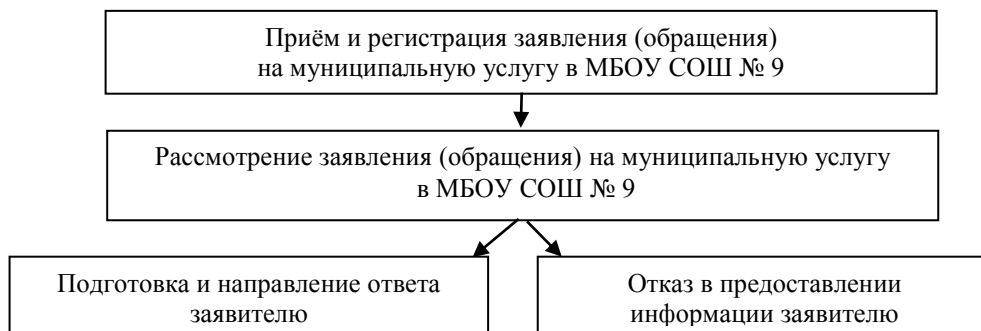 Приём и регистрация заявления (обращения)
на муниципальную услугу в МБОУ СОШ № 9
Рассмотрение заявления (обращения) на муниципальную услугу
в МБОУ СОШ № 9
Подготовка и направление ответа
заявителю
Отказ в предоставлении
информации заявителю